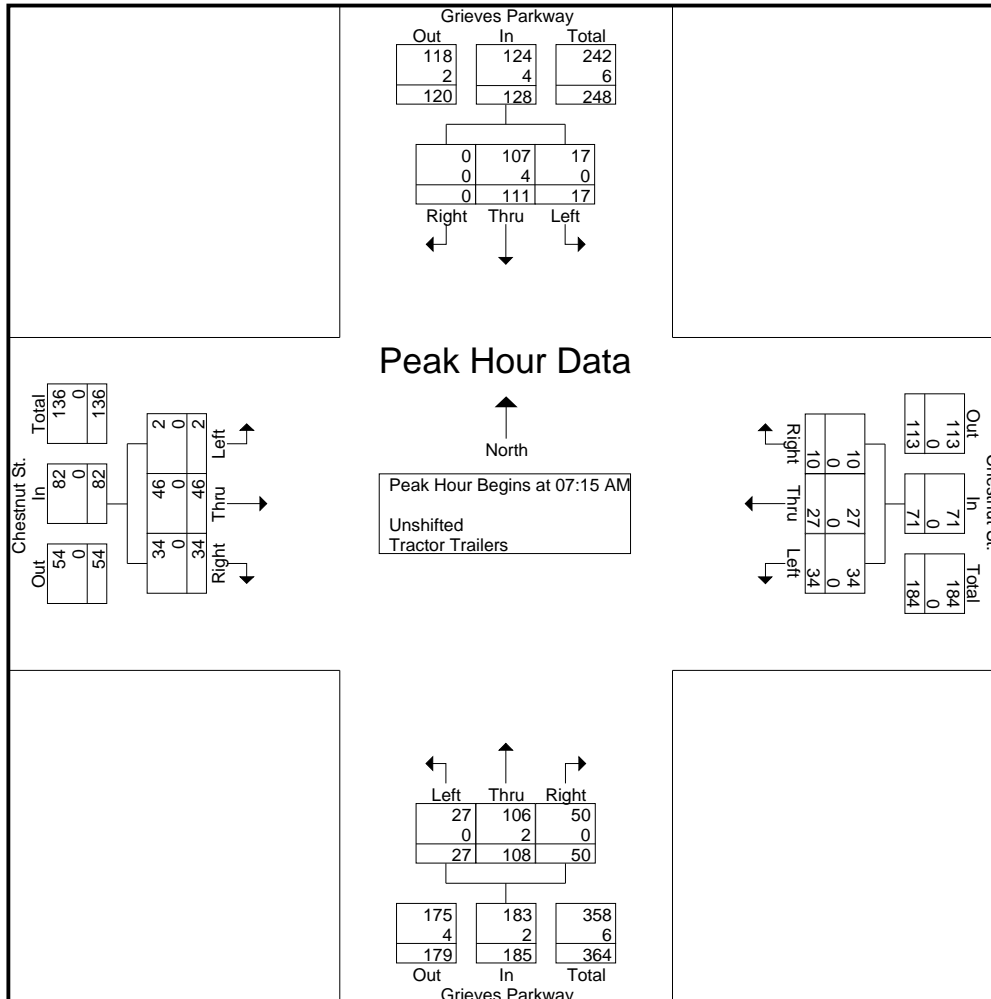 Grieves Parkway
Out In Total
118 124 242
2 4 6
120 128 248
0 107 17
0 4 0
0 111 17
Right Thru Left
Peak Hour Data
North
Peak Hour Begins at 07:15 AM
Unshifted
Tractor Trailers
Chestnut St.
Out In Total
54 82 136
0 0 0
54 82 136
Right Thru Left
34 46 2
0 0 0
34 46 2
Chestnut St.
Out In Total
113 71 184
0 0 0
113 71 184
Right Thru Left
10 27 34
0 0 0
10 27 34
Left Thru Right
27 106 50
0 2 0
27 108 50
175 183 358
4 2 6
179 185 364
Out In Total
Grieves Parkway